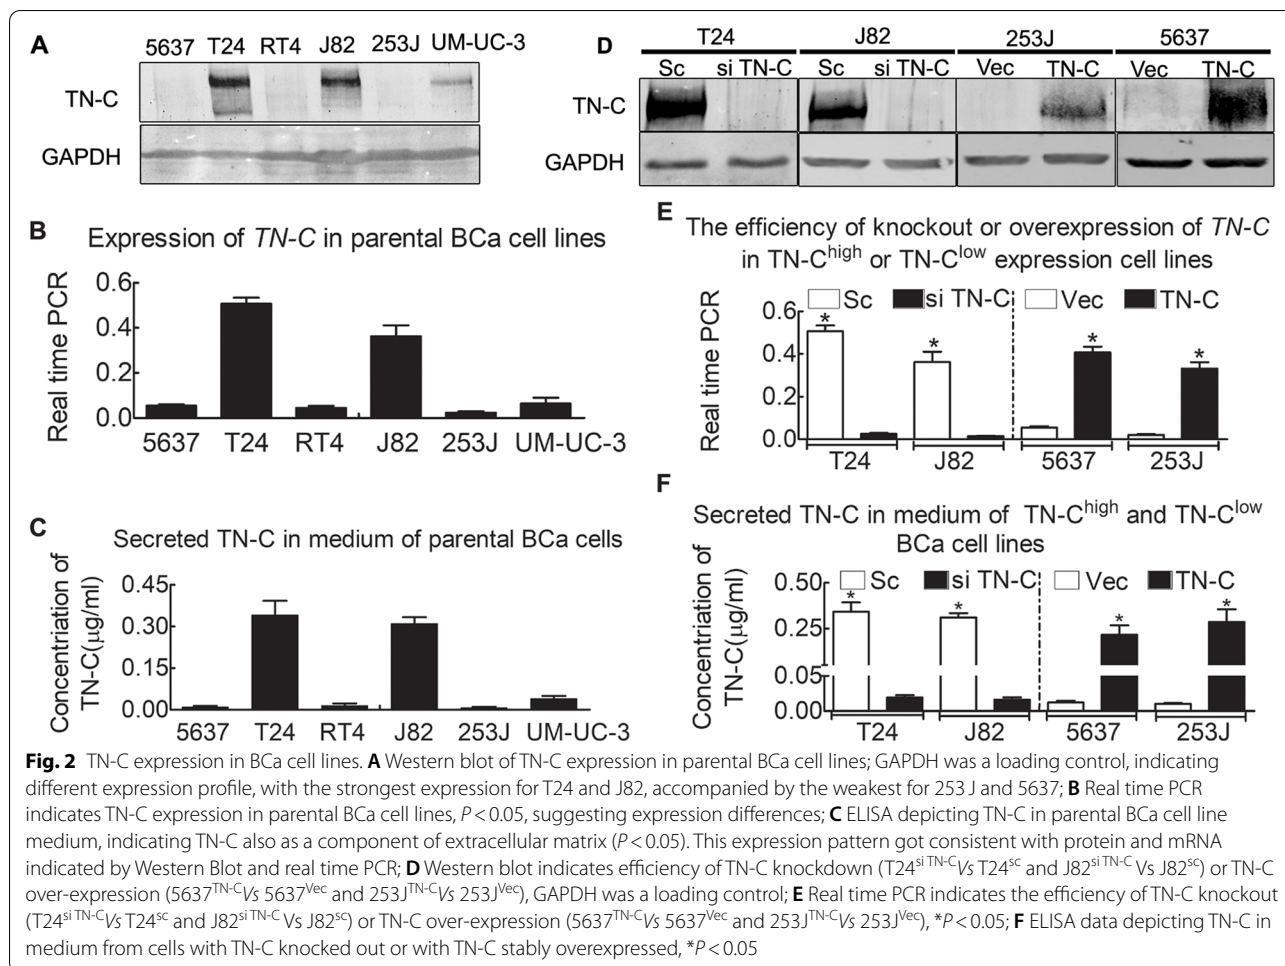 A
5637 T24 RT4 J82 253J UM-UC-3
TN-C
GAPDH
B
Expression of TN-C in parental BCa cell lines
Real time PCR
0.6
0.4
0.2
0.0
5637 T24 RT4 J82 253J UM-UC-3
C
Secreted TN-C in medium of parental BCa cells
Concentriation of
TN-C(μg/ml)
0.45
0.30
0.15
0.00
5637 T24 RT4 J82 253J UM-UC-3
D
T24 J82 253J 5637
Sc si TN-C Sc si TN-C Vec TN-C Vec TN-C
TN-C
GAPDH
E
The efficiency of knockout or overexpression of TN-C
in TN-Chigh or TN-Clow expression cell lines
Sc si TN-C Vec TN-C
Real time PCR
0.6
0.4
0.2
0.0
* * * *
T24 J82 5637 253J
F
Secreted TN-C in medium of TN-Chigh and TN-Clow
BCa cell lines
Sc si TN-C Vec TN-C
Concentriation of
TN-C(μg/ml)
0.50
0.25
0.05
0.00
* * * *
T24 J82 5637 253J
Fig. 2 TN-C expression in BCa cell lines. A Western blot of TN-C expression in parental BCa cell lines; GAPDH was a loading control, indicating
different expression profile, with the strongest expression for T24 and J82, accompanied by the weakest for 253 J and 5637; B Real time PCR
indicates TN-C expression in parental BCa cell lines, P < 0.05, suggesting expression differences; C ELISA depicting TN-C in parental BCa cell line
medium, indicating TN-C also as a component of extracellular matrix (P < 0.05). This expression pattern got consistent with protein and mRNA
indicated by Western Blot and real time PCR; D Western blot indicates efficiency of TN-C knockdown (T24si TN-C Vs T24sc and J82si TN-C Vs J82sc) or TN-C
over-expression (5637TN-C Vs 5637Vec and 253JTN-C Vs 253JVec), GAPDH was a loading control; E Real time PCR indicates the efficiency of TN-C knockout
(T24si TN-C Vs T24sc and J82si TN-C Vs J82sc) or TN-C over-expression (5637TN-C Vs 5637Vec and 253JTN-C Vs 253JVec), *P < 0.05; F ELISA data depicting TN-C in
medium from cells with TN-C knocked out or with TN-C stably overexpressed, *P < 0.05